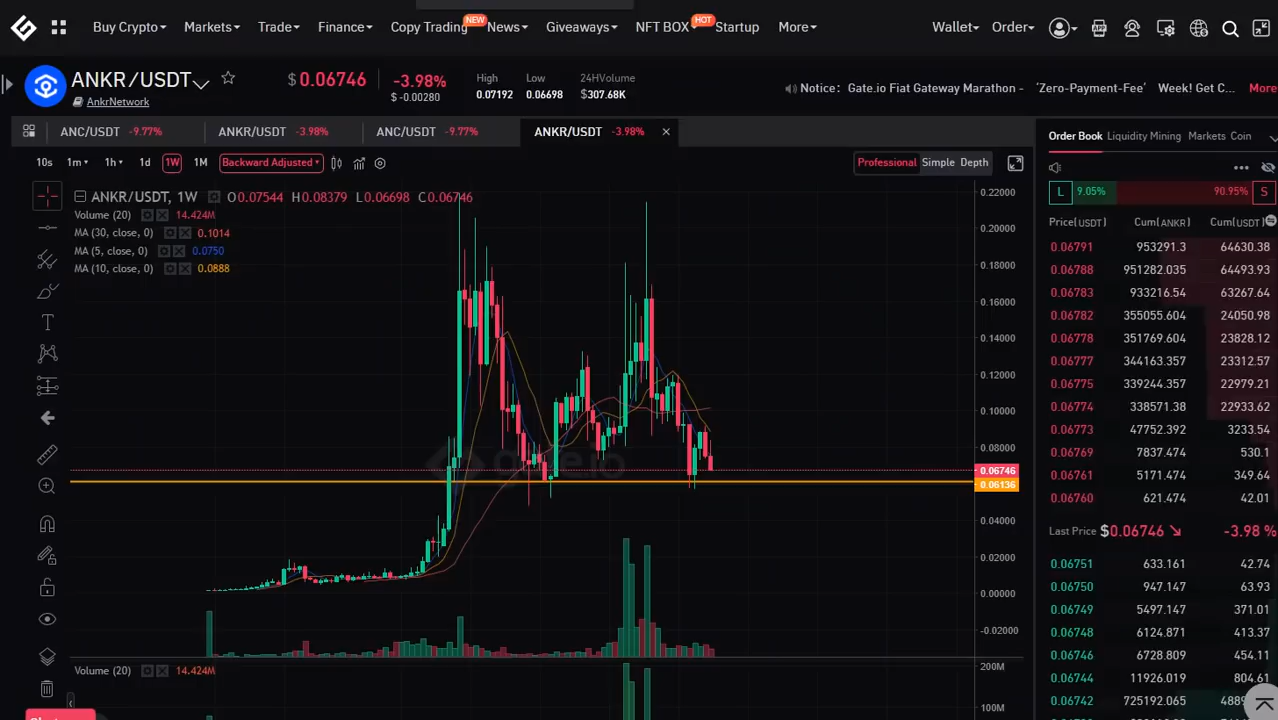 Buy Crypto Markets Trade Finance Copy Trading NEW News Giveaways NFT BOX HOT Startup More Wallet Order
ANKR/USDT
AnkrNetwork
$ 0.06746
-3.98%
$ -0.00280
High
0.07192
Low
0.06698
24HVolume
$307.68K
Notice: Gate.io Fiat Gateway Marathon - ‘Zero-Payment-Fee’ Week! Get C... More
ANC/USDT -9.77% ANKR/USDT -3.98% ANC/USDT -9.77% ANKR/USDT -3.98% ×
10s 1m 1h 1d 1W 1M Backward Adjusted Professional Simple Depth
ANKR/USDT, 1W O0.07544 H0.08379 L0.06698 C0.06746
Volume (20) 14.424M
MA (30, close, 0) 0.1014
MA (5, close, 0) 0.0750
MA (10, close, 0) 0.0888
gate.io
0.22000
0.20000
0.18000
0.16000
0.14000
0.12000
0.10000
0.08000
0.06746
0.06136
0.04000
0.02000
0.00000
-0.02000
Volume (20) 14.424M
200M
100M
Order Book Liquidity Mining Markets Coin
L 9.05% 90.95% S
Price(USDT) Cum(ANKR) Cum(USDT)
0.06791 953291.3 64630.38
0.06788 951282.035 64493.93
0.06783 933216.54 63267.64
0.06782 355055.604 24050.98
0.06778 351769.604 23828.12
0.06777 344163.357 23312.57
0.06775 339244.357 22979.21
0.06774 338571.38 22933.62
0.06773 47752.392 3233.54
0.06769 7837.474 530.1
0.06765 5171.474 349.64
0.06760 621.474 42.01
Last Price $0.06746 -3.98 %
0.06751 633.161 42.74
0.06750 947.147 63.93
0.06749 5497.147 371.01
0.06748 6124.871 413.37
0.06746 6728.809 454.11
0.06744 11926.019 804.61
0.06742 725192.065